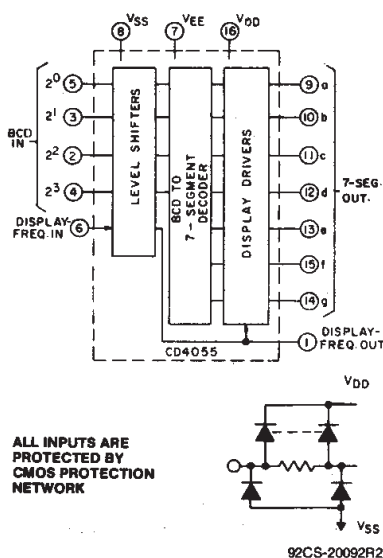 8 VSS 7 VEE 16 VDD
BCD IN
2⁰ 5
2¹ 3
2² 2
2³ 4
DISPLAY-
FREQ. IN
6
LEVEL SHIFTERS
BCD TO
7-SEGMENT
DECODER
DISPLAY DRIVERS
9 a
10 b
11 c
12 d
13 e
15 f
14 g
7-SEG.
OUT.
1 DISPLAY-
FREQ. OUT
CD4055
ALL INPUTS ARE
PROTECTED BY
CMOS PROTECTION
NETWORK
VDD
VSS
92CS-20092R2